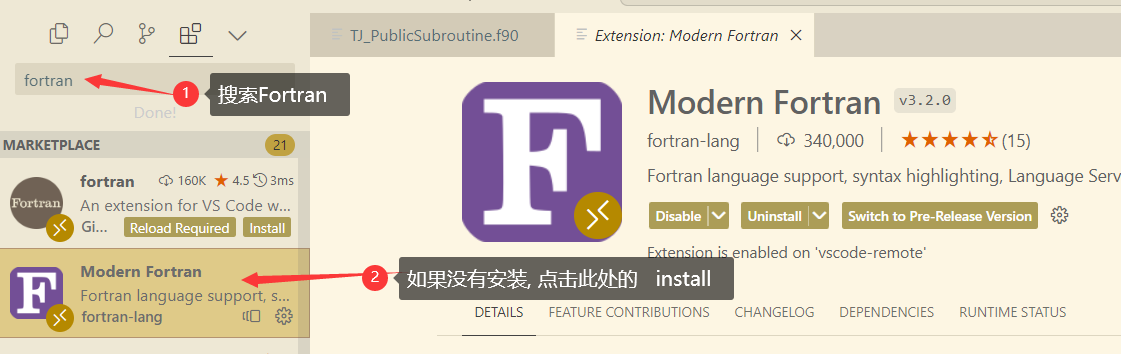 TJ_PublicSubroutine.f90
Extension: Modern Fortran
fortran
1 搜索Fortran
Done!
MARKETPLACE 21
Fortran
fortran 160K 4.5 3ms
An extension for VS Code w...
Gi... Reload Required Install
F
Modern Fortran
Fortran language support, s...
fortran-lang
2 如果没有安装, 点击此处的 install
F
Modern Fortran v3.2.0
fortran-lang 340,000 (15)
Fortran language support, syntax highlighting, Language Serv
Disable Uninstall Switch to Pre-Release Version
Extension is enabled on 'vscode-remote'
DETAILS FEATURE CONTRIBUTIONS CHANGELOG DEPENDENCIES RUNTIME STATUS